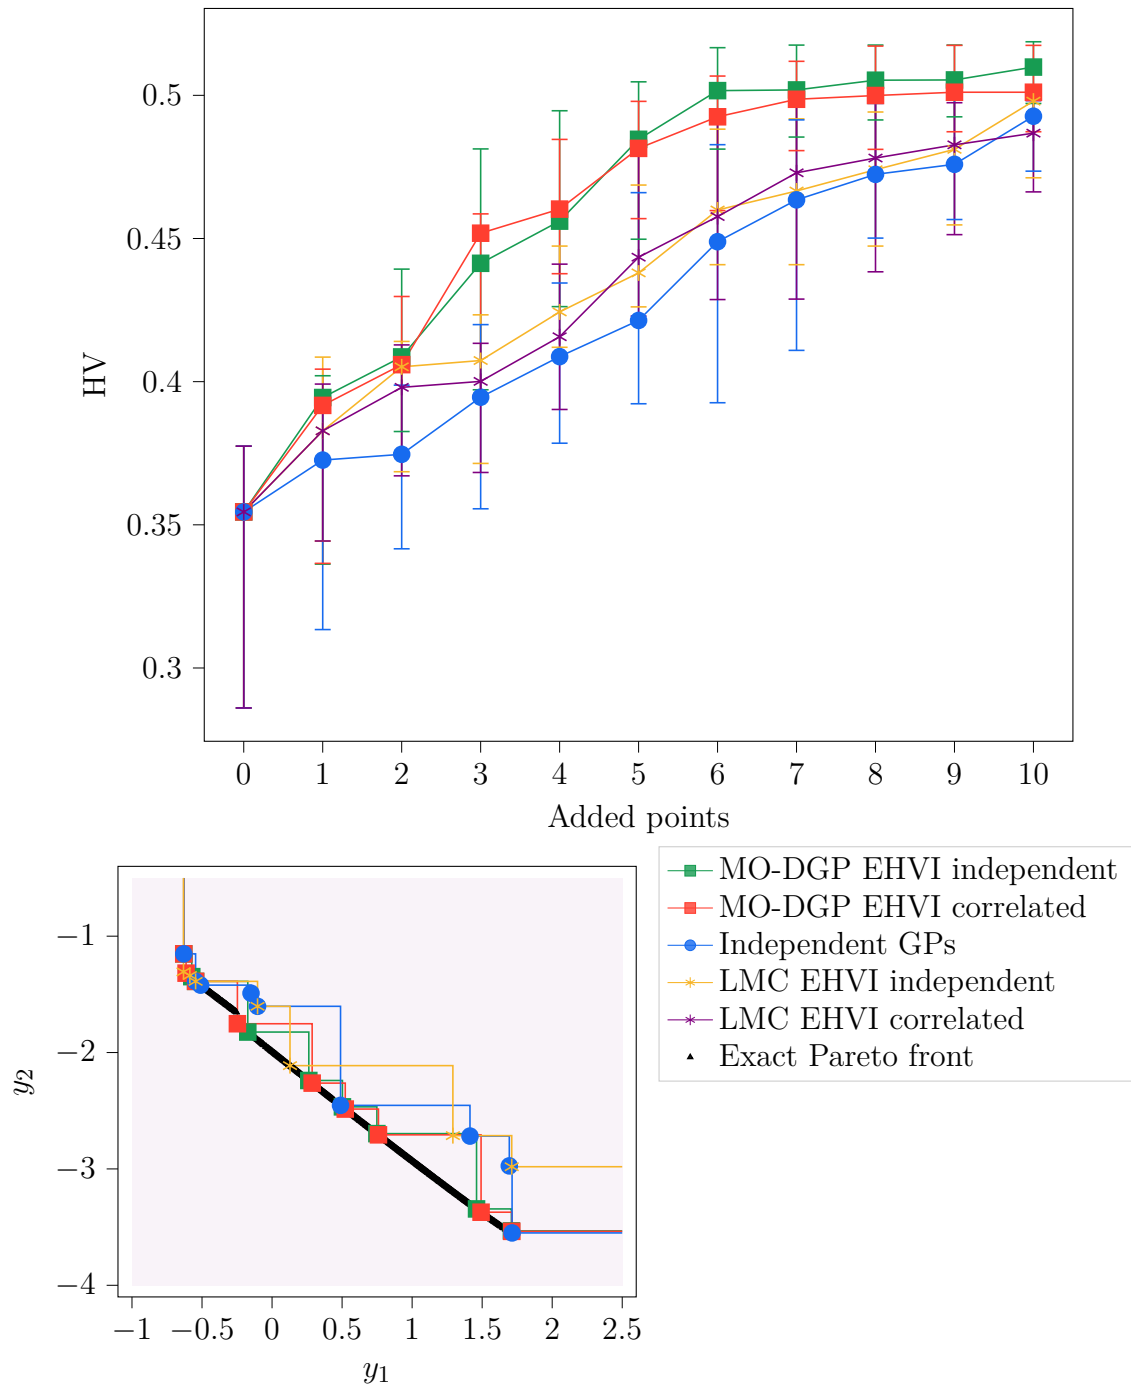 0.5
0.45
0.4
0.35
0.3
HV
0 1 2 3 4 5 6 7 8 9 10
Added points
MO-DGP EHVI independent
MO-DGP EHVI correlated
Independent GPs
LMC EHVI independent
LMC EHVI correlated
Exact Pareto front
−1
−2
−3
−4
y₂
−1 −0.5 0 0.5 1 1.5 2 2.5
y₁